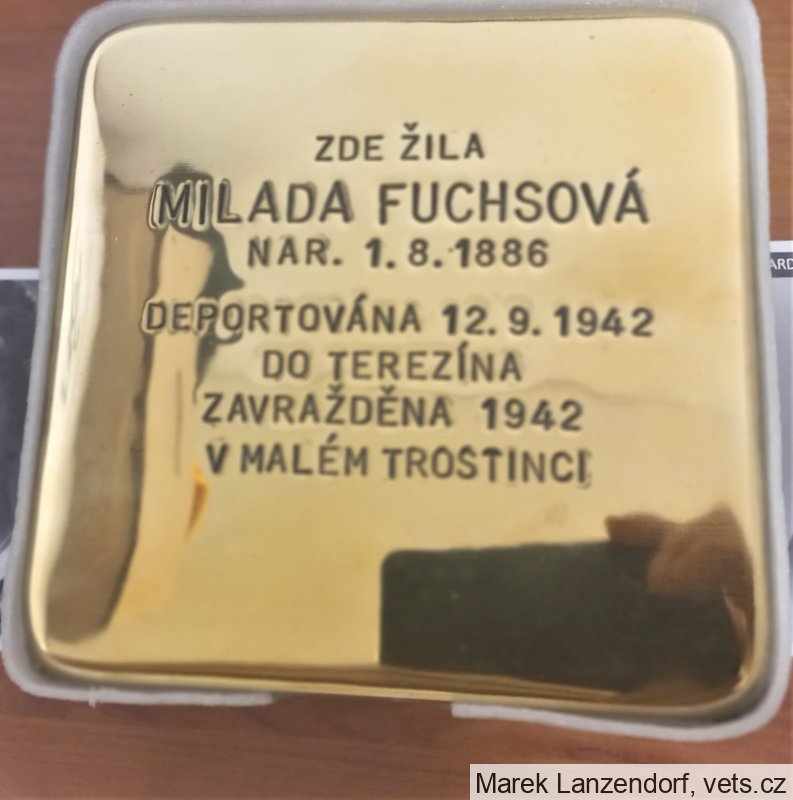 ZDE ŽILA
MILADA FUCHSOVÁ
NAR. 1. 8. 1886
DEPORTOVÁNA 12. 9. 1942
DO TEREZÍNA
ZAVRAŽDĚNA 1942
V MALÉM TROSTINCI
ARD
Marek Lanzendorf, vets.cz